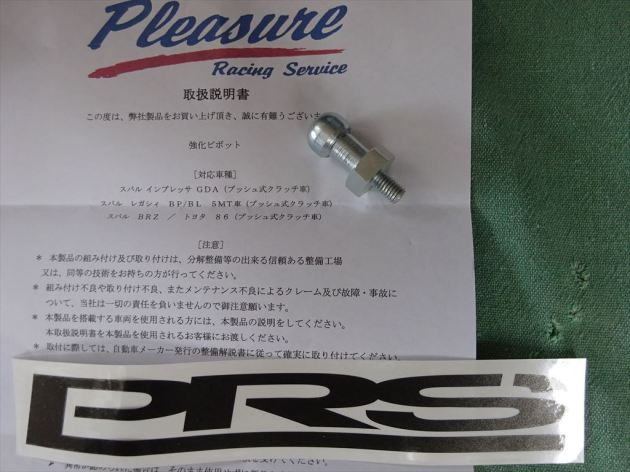 Pleasure
Racing Service
取扱説明書
この度は、弊社製品をお買い上げ頂き、誠に有難うございま
強化ピボット
［対応車種］
スバル インプレッサ GDA（プッシュ式クラッチ車）
スバル レガシィ BP/BL 5MT車（プッシュ式クラッチ車）
スバル BRZ ／ トヨタ 86（プッシュ式クラッチ車）
［注意］
* 本製品の組み付け及び取り付けは、分解整備等の出来る信頼ある整備工場
又は、同等の技術をお持ちの方が行ってください。
* 組み付け不良や取り付け不良、またメンテナンス不良によるクレーム及び故障・事故に
ついて、当社は一切の責任を負いませんので御注意願います。
* 本製品を搭載する車両を使用される方には、本製品の説明をしてください。
本取扱説明書を本製品を使用されるお客様にお渡しください。
* 取付に際しては、自動車メーカー発行の整備解説書に従って確実に取り付けてください。
PRS